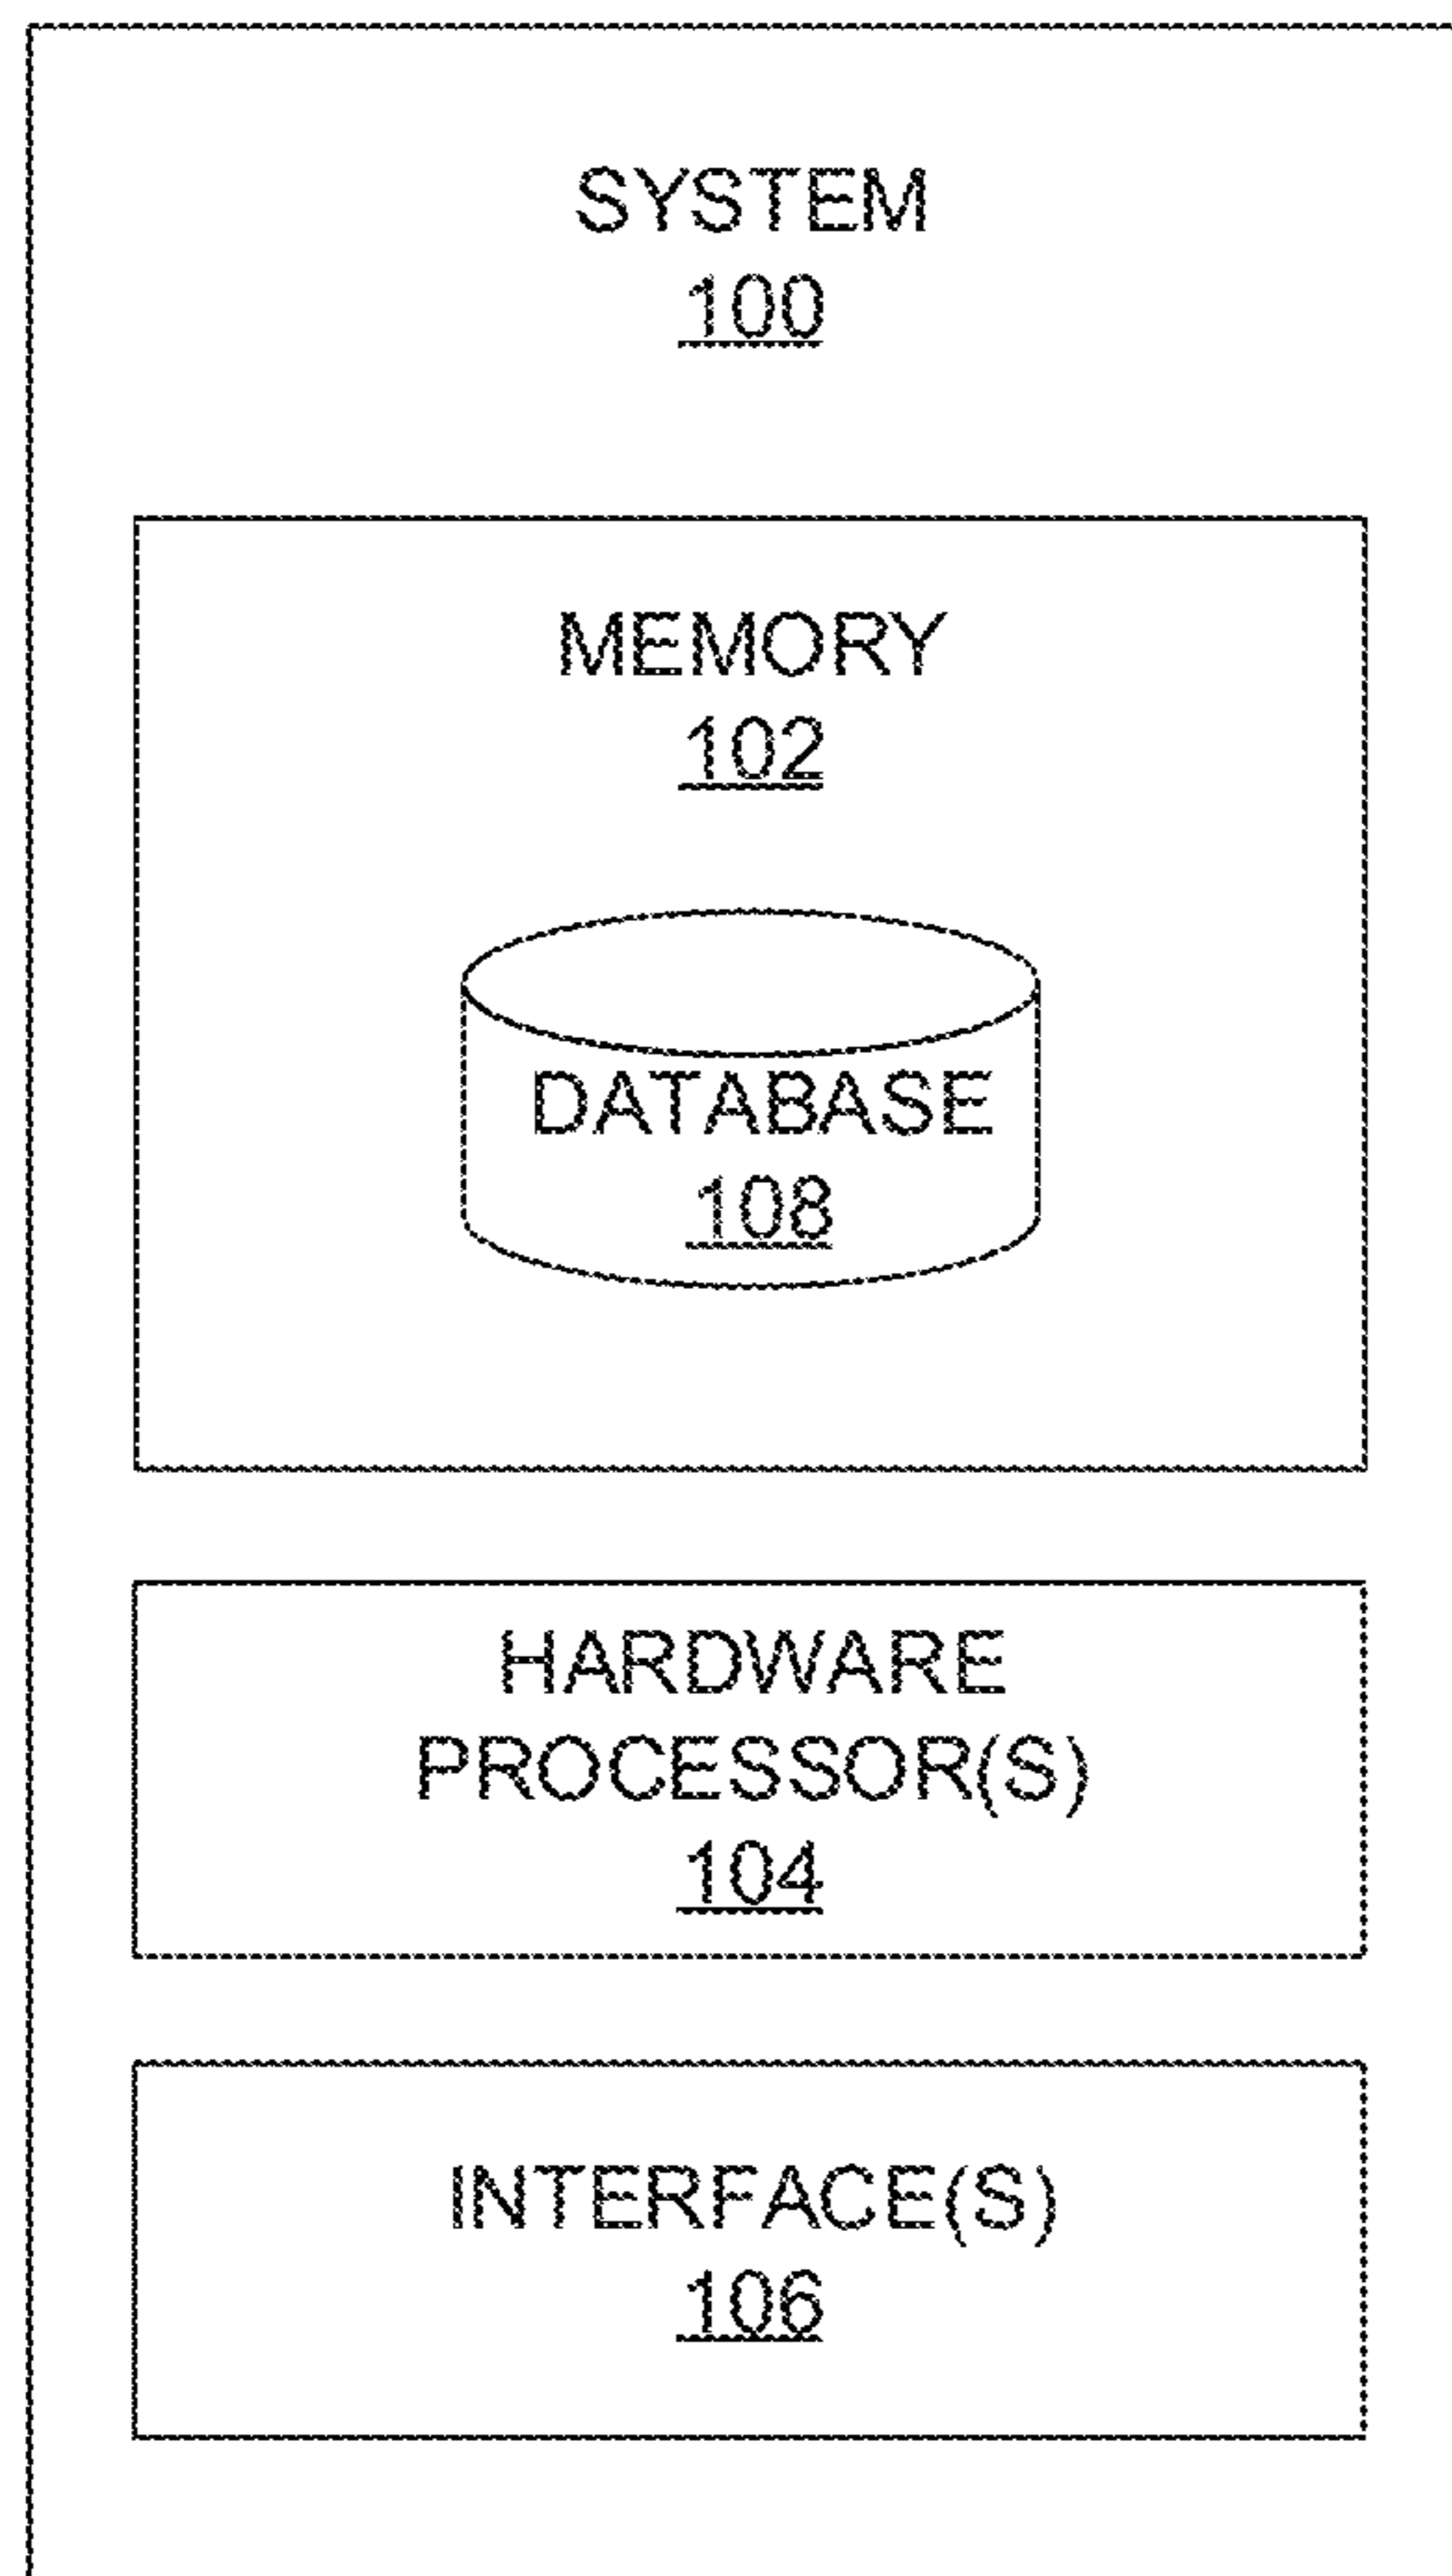 SYSTEM
100
MEMORY
102
DATABASE
108
HARDWARE
PROCESSOR(S)
104
INTERFACE(S)
106